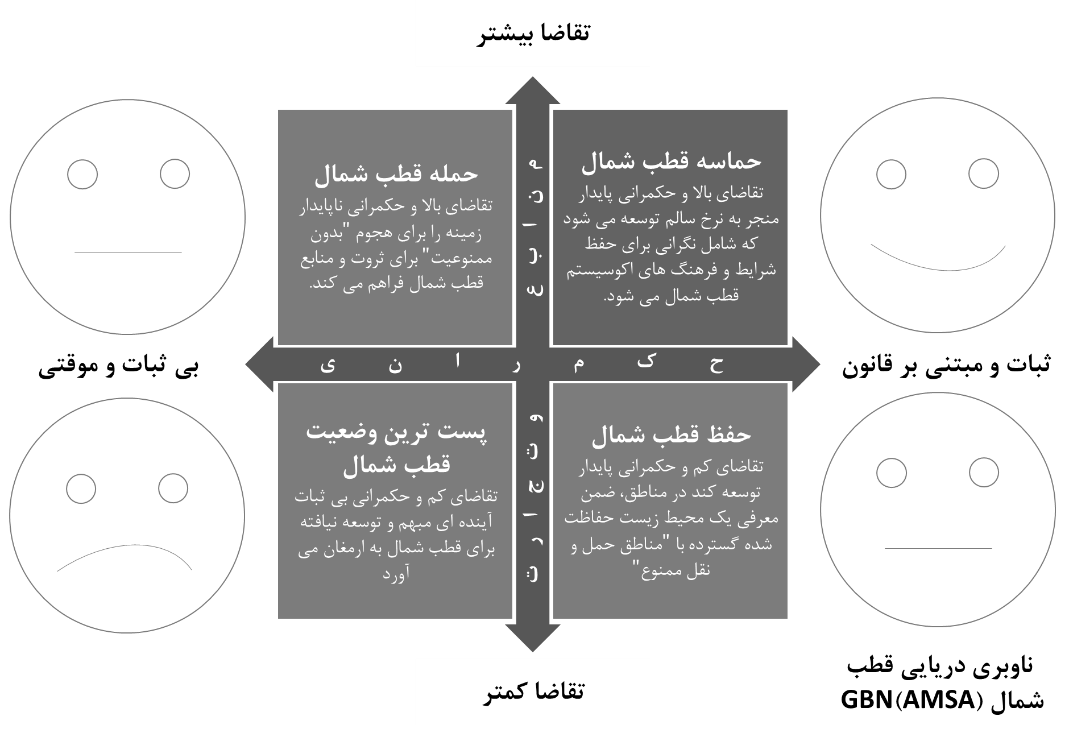 تقاضا بیشتر
حماسه قطب شمال
تقاضای بالا و حکمرانی پایدار
منجر به نرخ سالم توسعه می شود
که شامل نگرانی برای حفظ
شرایط و فرهنگ های اکوسیستم
قطب شمال می شود.
حمله قطب شمال
تقاضای بالا و حکمرانی ناپایدار
زمینه را برای هجوم "بدون
ممنوعیت" برای ثروت و منابع
قطب شمال فراهم می کند.
م ن ا ب ع
ثبات و مبتنی بر قانون
ح ک م ر ا ن ی
بی ثبات و موقتی
حفظ قطب شمال
تقاضای کم و حکمرانی پایدار
توسعه کند در مناطق، ضمن
معرفی یک محیط زیست حفاظت
شده گسترده با "مناطق حمل و
نقل ممنوع"
پست ترین وضعیت
قطب شمال
تقاضای کم و حکمرانی بی ثبات
آینده ای مبهم و توسعه نیافته
برای قطب شمال به ارمغان می
آورد
و ت ج ا ر ت
تقاضا کمتر
ناوبری دریایی قطب
شمال GBN(AMSA)